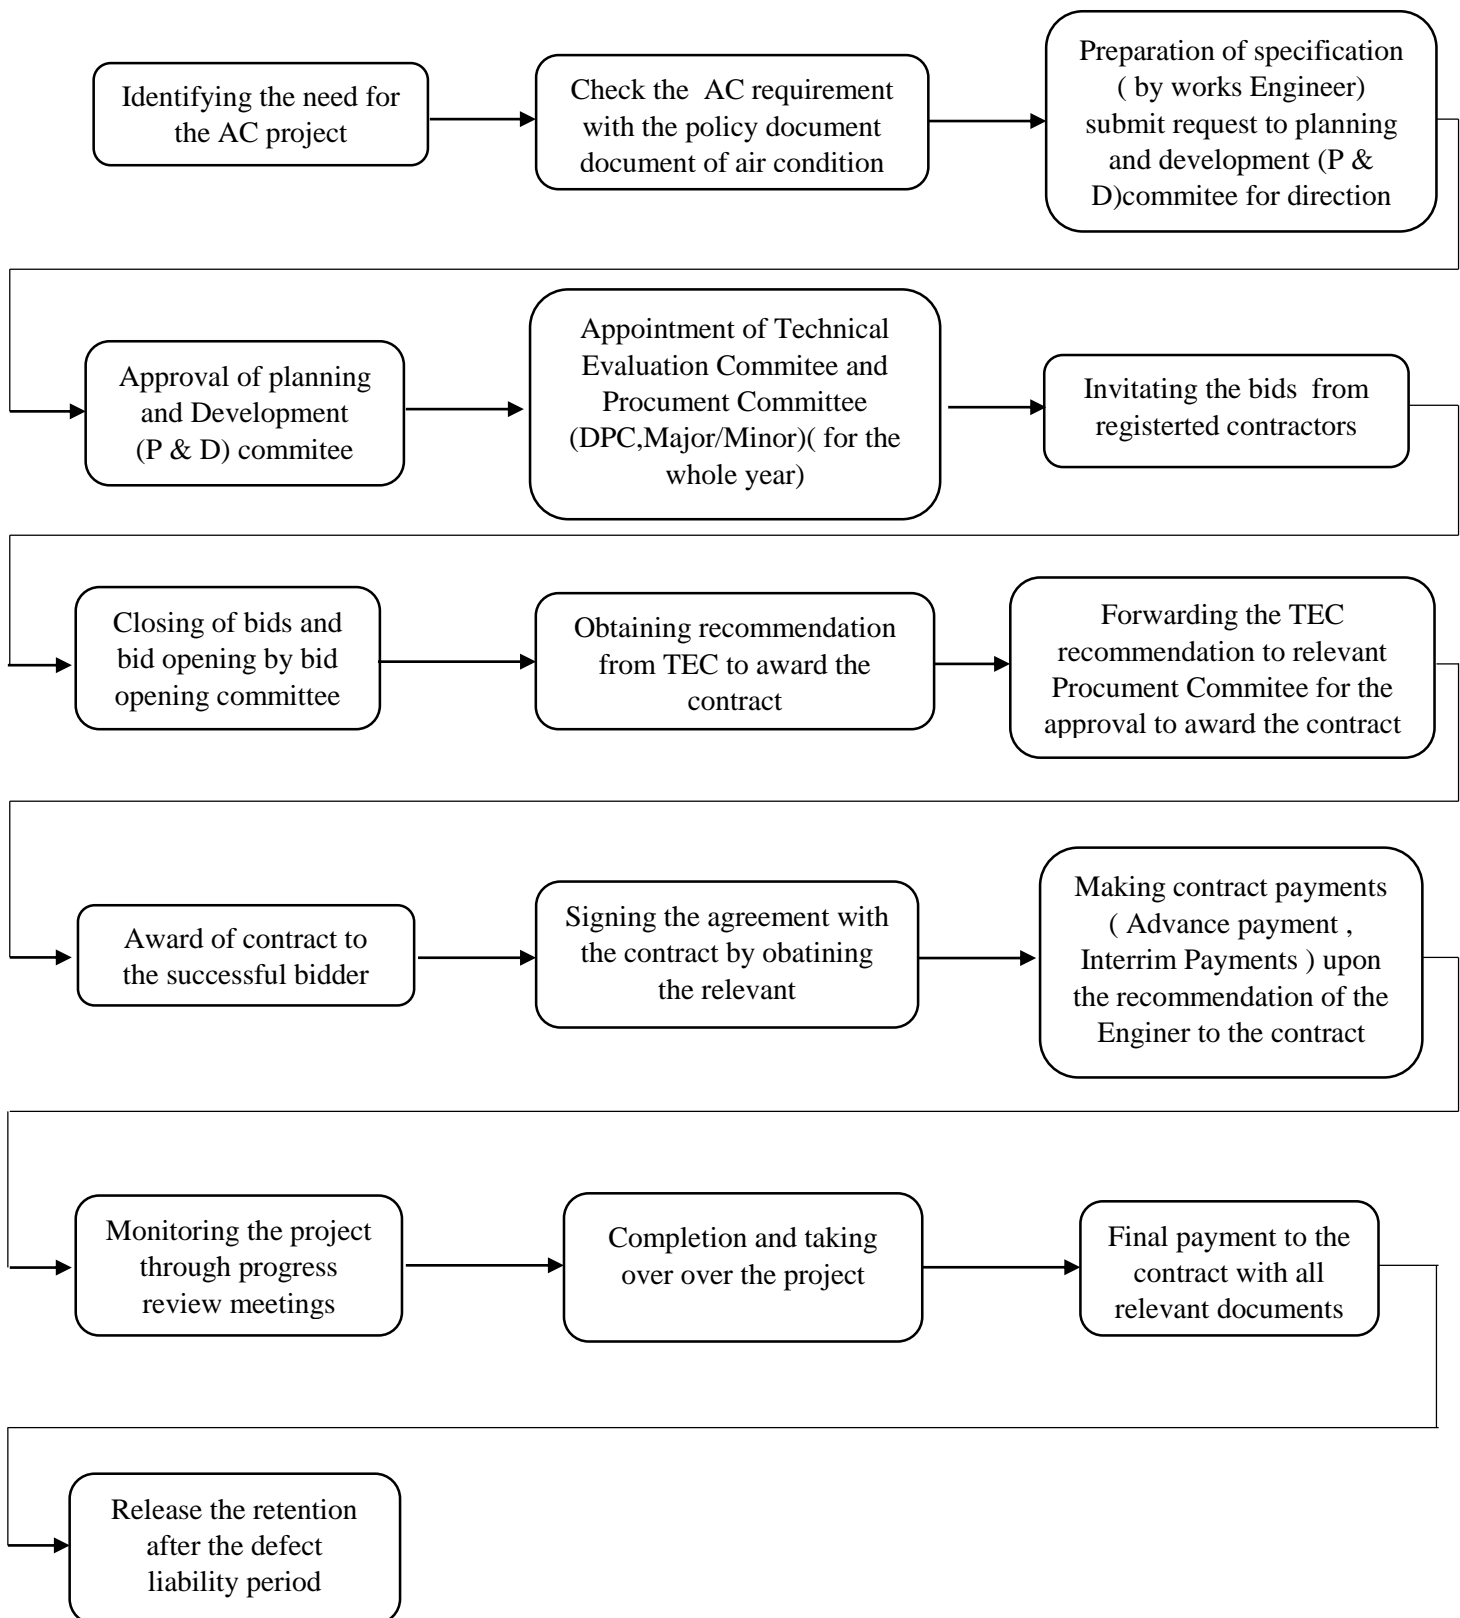 Identifying the need for
the AC project
Check the AC requirement
with the policy document
document of air condition
Preparation of specification
( by works Engineer)
submit request to planning
and development (P &
D)commitee for direction
Approval of planning
and Development
(P & D) commitee
Appointment of Technical
Evaluation Commitee and
Procument Committee
(DPC,Major/Minor)( for the
whole year)
Invitating the bids from
registerted contractors
Closing of bids and
bid opening by bid
opening committee
Obtaining recommendation
from TEC to award the
contract
Forwarding the TEC
recommendation to relevant
Procument Commitee for the
approval to award the contract
Award of contract to
the successful bidder
Signing the agreement with
the contract by obatining
the relevant
Making contract payments
( Advance payment ,
Interrim Payments ) upon
the recommendation of the
Enginer to the contract
Monitoring the project
through progress
review meetings
Completion and taking
over over the project
Final payment to the
contract with all
relevant documents
Release the retention
after the defect
liability period